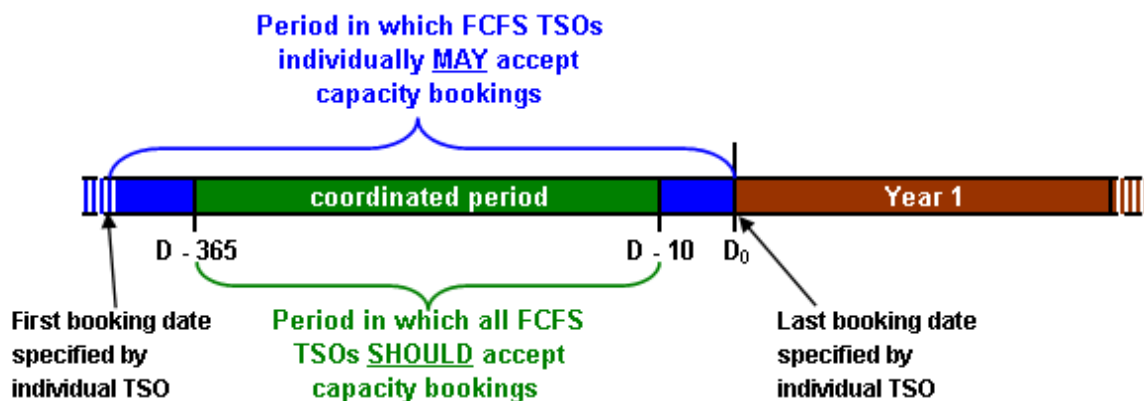 Period in which FCFS TSOs
individually MAY accept
capacity bookings
coordinated period
Year 1
D - 365
D - 10
D₀
First booking date
specified by
individual TSO
Period in which all FCFS
TSOs SHOULD accept
capacity bookings
Last booking date
specified by
individual TSO